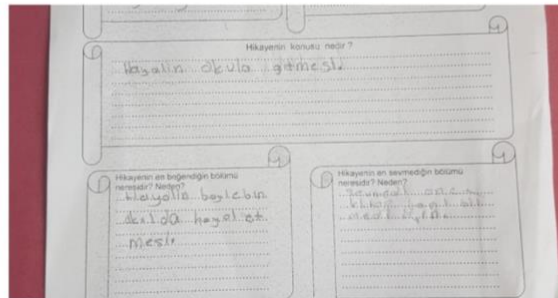 Hikayenin konusu nedir?
Hayalin okula gitmesi.
Hikayenin en beğendiğin bölümü
neresidir? Neden?
Hayalin böylebin
okulda hayal et
mesi
Hikayenin en sevmediğin bölümü
neresidir? Neden?